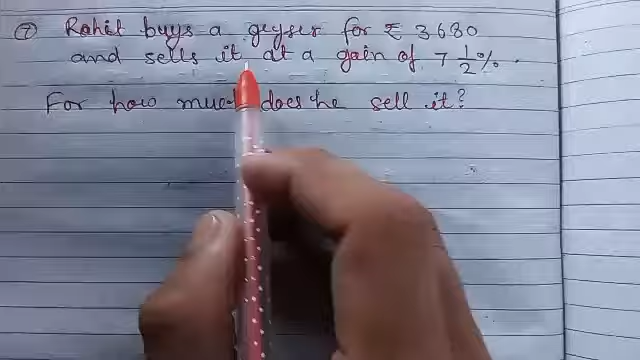 ⑦ Rohit buys a geyser for ₹ 3680
and sells it at a gain of 7 1/2 %.
For how much does he sell it?